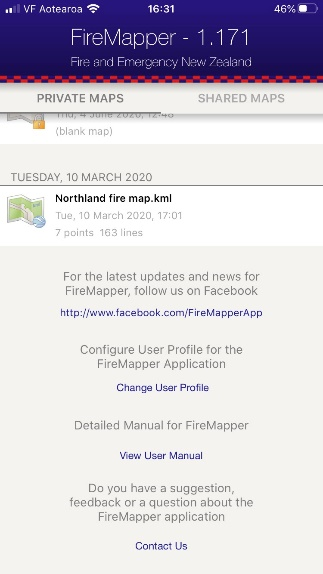 VF Aotearoa 16:31 46%
FireMapper - 1.171
Fire and Emergency New Zealand
PRIVATE MAPS SHARED MAPS
Thu, 4 June 2020, 12:48
(blank map)
TUESDAY, 10 MARCH 2020
Northland fire map.kml
Tue, 10 March 2020, 17:01
7 points 163 lines
For the latest updates and news for
FireMapper, follow us on Facebook
http://www.facebook.com/FireMapperApp
Configure User Profile for the
FireMapper Application
Change User Profile
Detailed Manual for FireMapper
View User Manual
Do you have a suggestion,
feedback or a question about the
FireMapper application
Contact Us